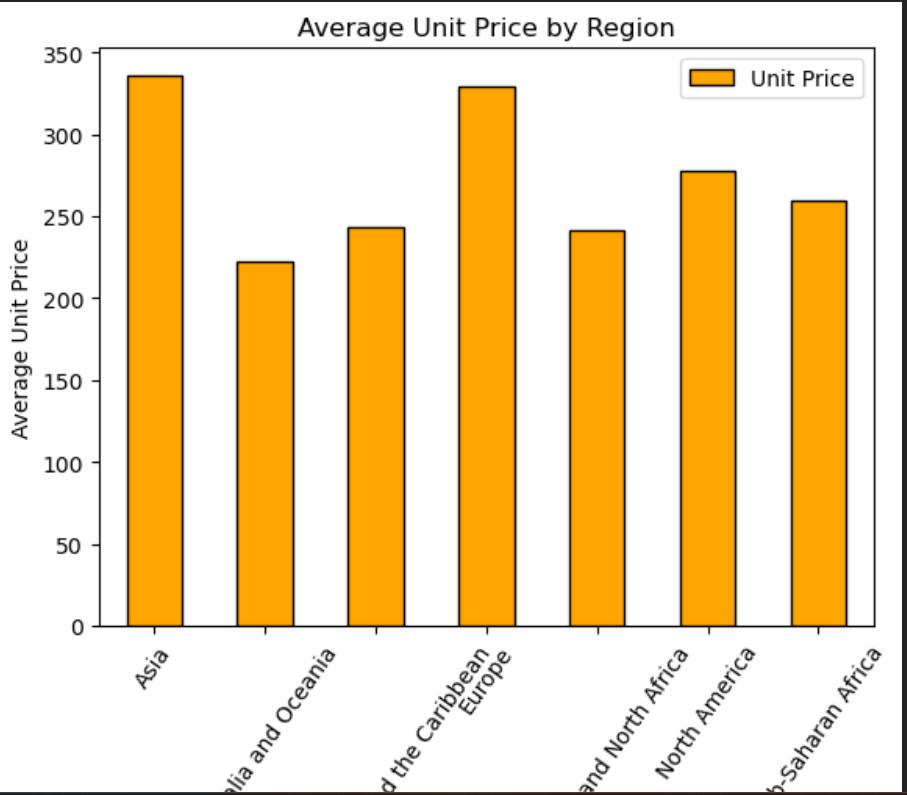 Average Unit Price by Region
Unit Price
Average Unit Price
350
300
250
200
150
100
50
0
Asia
alia and Oceania
d the Caribbean
Europe
and North Africa
North America
b-Saharan Africa